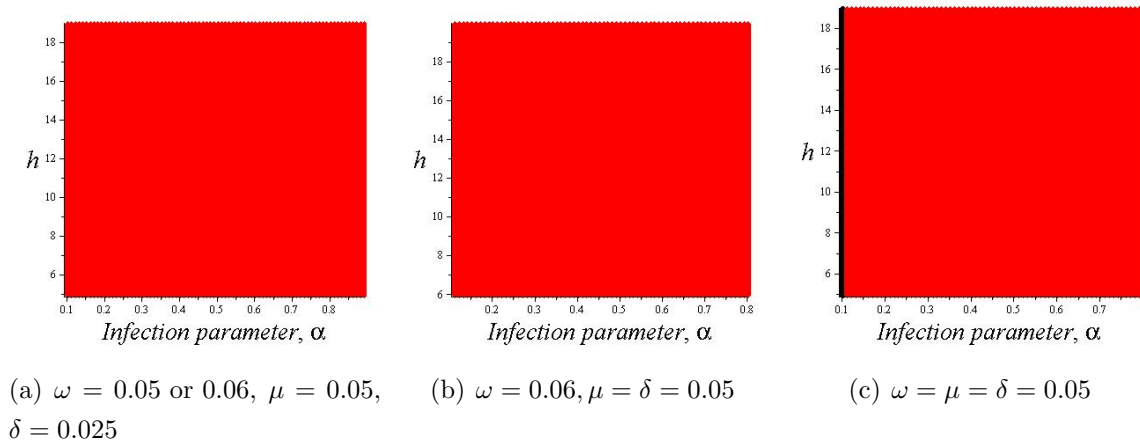 18
16
14
h 12
10
8
6
0.1 0.2 0.3 0.4 0.5 0.6 0.7 0.8
Infection parameter, α
(a) ω = 0.05 or 0.06, μ = 0.05,
δ = 0.025
18
16
14
h 12
10
8
6
0.2 0.3 0.4 0.5 0.6 0.7 0.8
Infection parameter, α
(b) ω = 0.06, μ = δ = 0.05
18
16
14
h 12
10
8
6
0.1 0.2 0.3 0.4 0.5 0.6 0.7
Infection parameter, α
(c) ω = μ = δ = 0.05